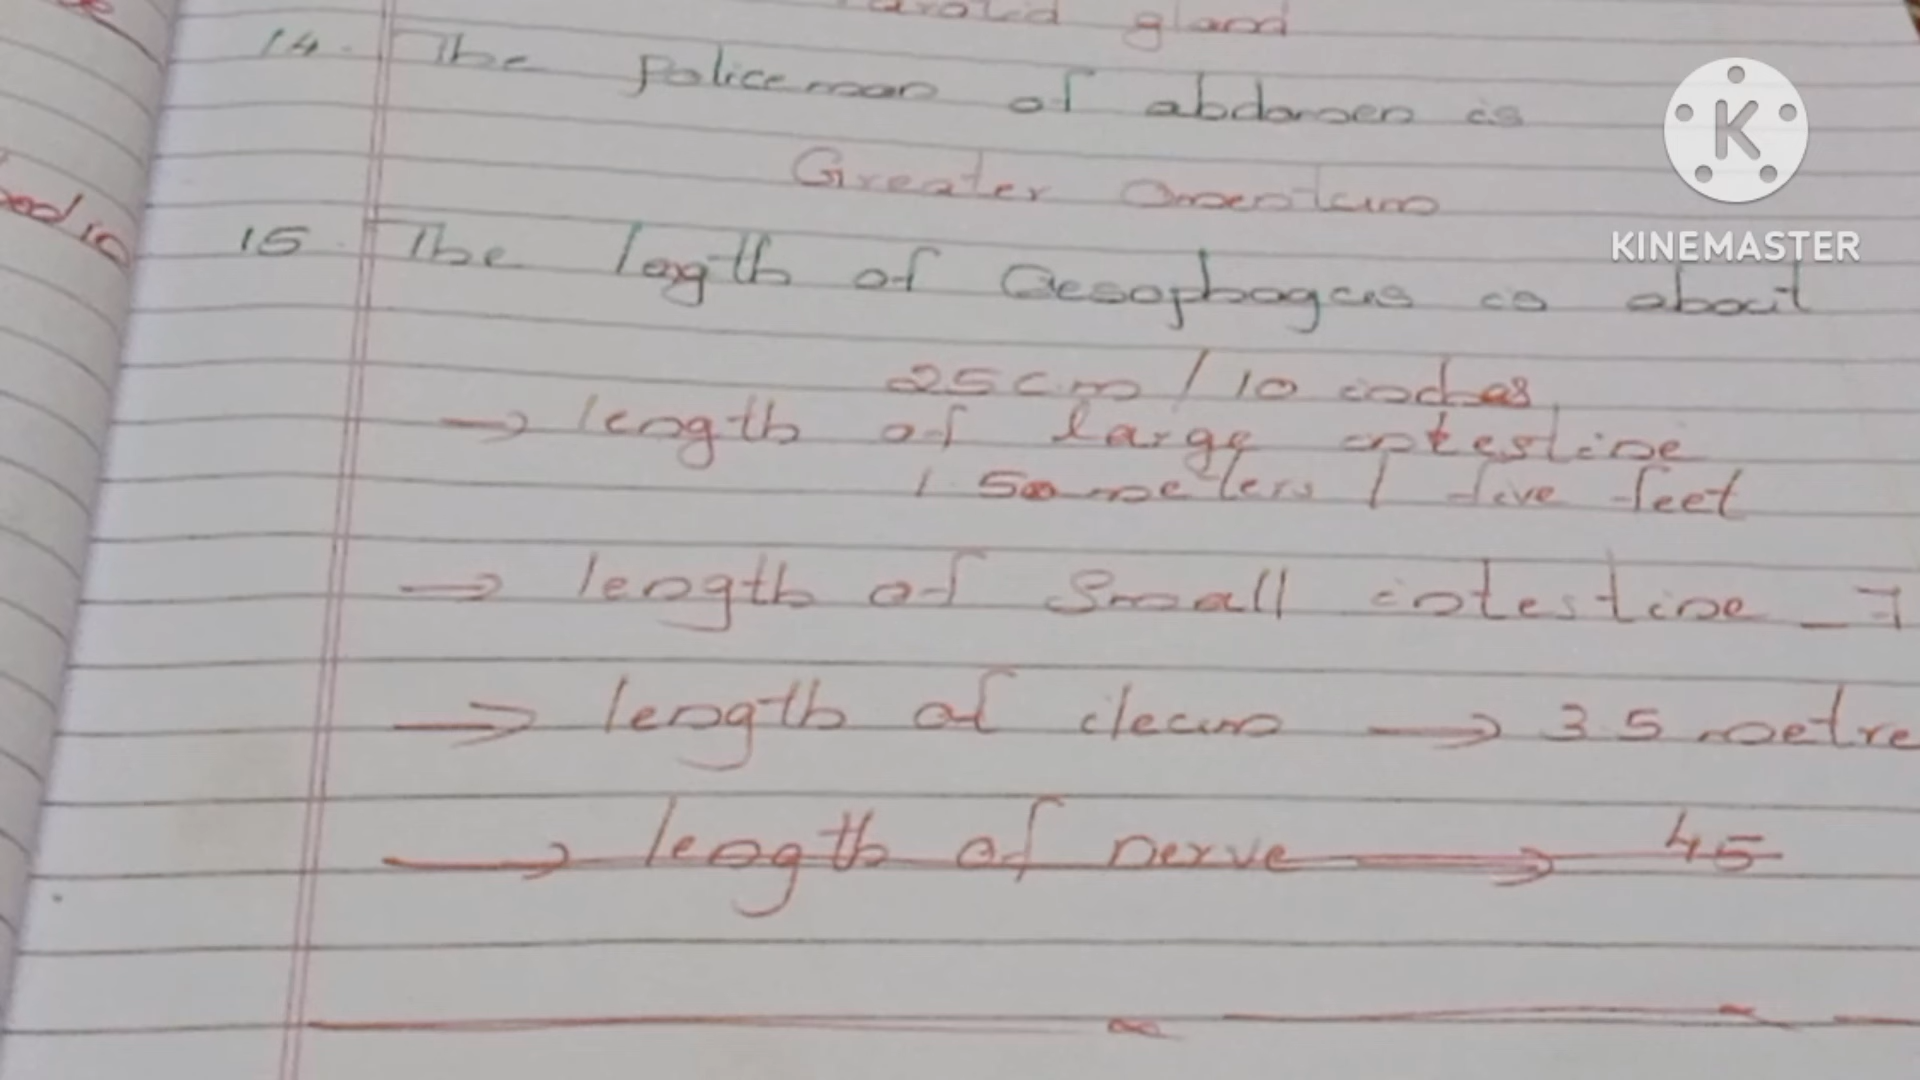 gland
14. The Policeman of abdomen is
Greater Omentum
15. The length of Oesophagus is about
25cm / 10 inches
→ length of large intestine
1.5 meters / five feet
→ length of Small intestine - 7
→ length of ileum → 3.5 metre
→ length of nerve → 45
KINEMASTER